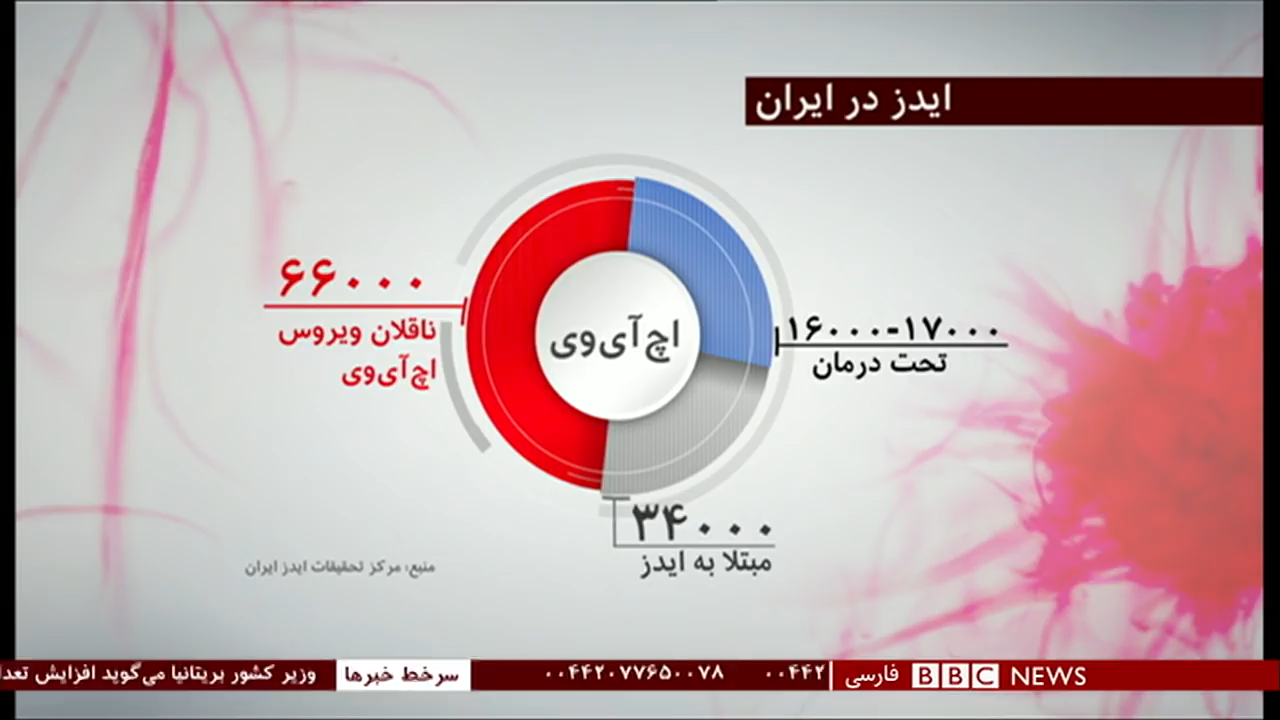 ایدز در ایران
۱۶۰۰۰-۱۷۰۰۰
تحت درمان
اچ‌آی‌وی
۶۶۰۰۰
ناقلان ویروس
اچ‌آی‌وی
۳۴۰۰۰
مبتلا به ایدز
منبع: مرکز تحقیقات ایدز ایران
BBC NEWS فارسی
۰۰۴۴۲ ۰۰۴۴۲۰۷۷۶۵۰۰۷۸
سرخط خبرها
وزیر کشور بریتانیا می‌گوید افزایش